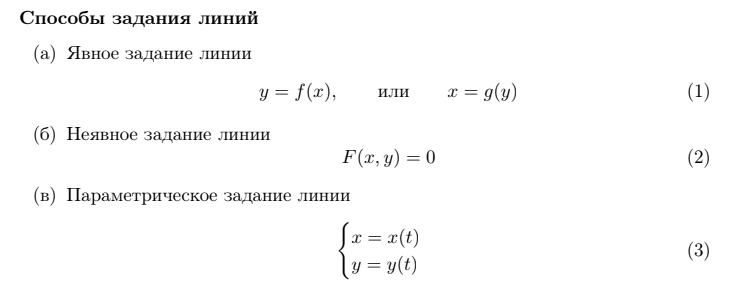 Способы задания линий
(а) Явное задание линии
y = f(x), или x = g(y) (1)
(б) Неявное задание линии
F(x, y) = 0 (2)
(в) Параметрическое задание линии
{ x = x(t)
y = y(t) (3)